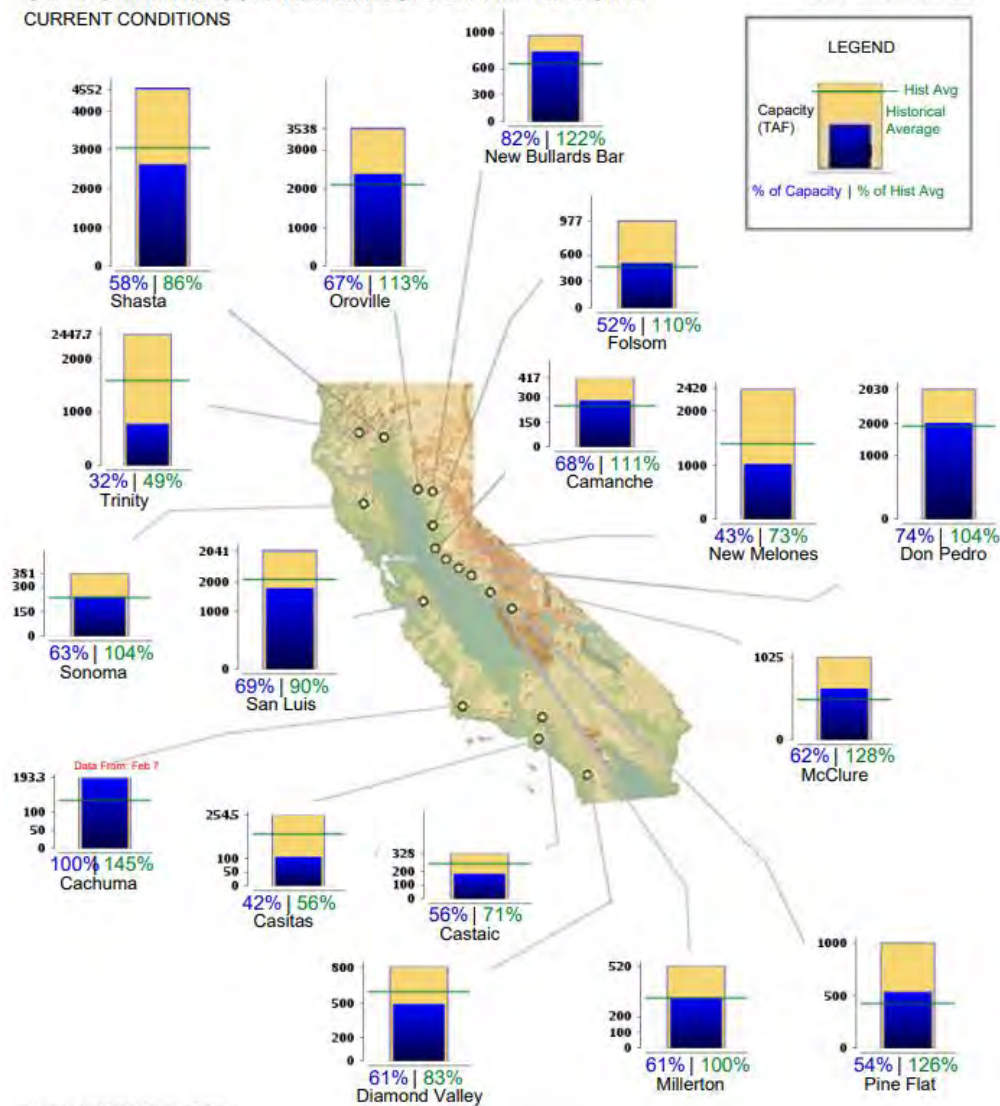 CURRENT CONDITIONS
LEGEND
Hist Avg
Capacity
(TAF)
Historical
Average
% of Capacity | % of Hist Avg
1000
600
300
0
82% | 122%
New Bullards Bar
4552
4000
3000
2000
1000
0
58% | 86%
Shasta
3538
3000
2000
1000
0
67% | 113%
Oroville
977
600
300
0
52% | 110%
Folsom
2447.7
2000
1000
0
32% | 49%
Trinity
417
300
150
0
68% | 111%
Camanche
2420
2000
1000
0
43% | 73%
New Melones
2030
2000
1000
0
74% | 104%
Don Pedro
351
300
150
0
63% | 104%
Sonoma
2041
2000
1000
0
69% | 90%
San Luis
1025
0
62% | 128%
McClure
Data From: Feb 7
193.3
100
50
0
100% 145%
Cachuma
254.5
100
50
0
42% | 56%
Casitas
328
200
100
0
56% | 71%
Castaic
800
500
200
0
61% | 83%
Diamond Valley
520
200
100
0
61% | 100%
Millerton
1000
500
0
54% | 126%
Pine Flat